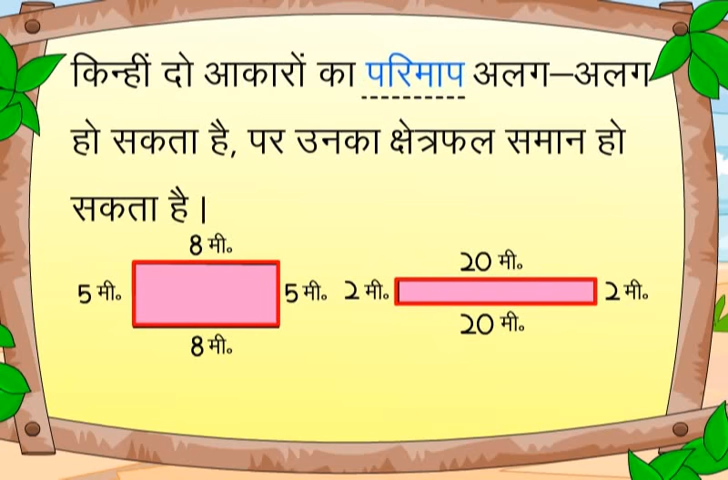 किन्हीं दो आकारों का परिमाप अलग–अलग
हो सकता है, पर उनका क्षेत्रफल समान हो
सकता है |
8 मी॰
20 मी॰
5 मी॰ 5 मी॰ 2 मी॰ 2 मी॰
20 मी॰
8 मी॰